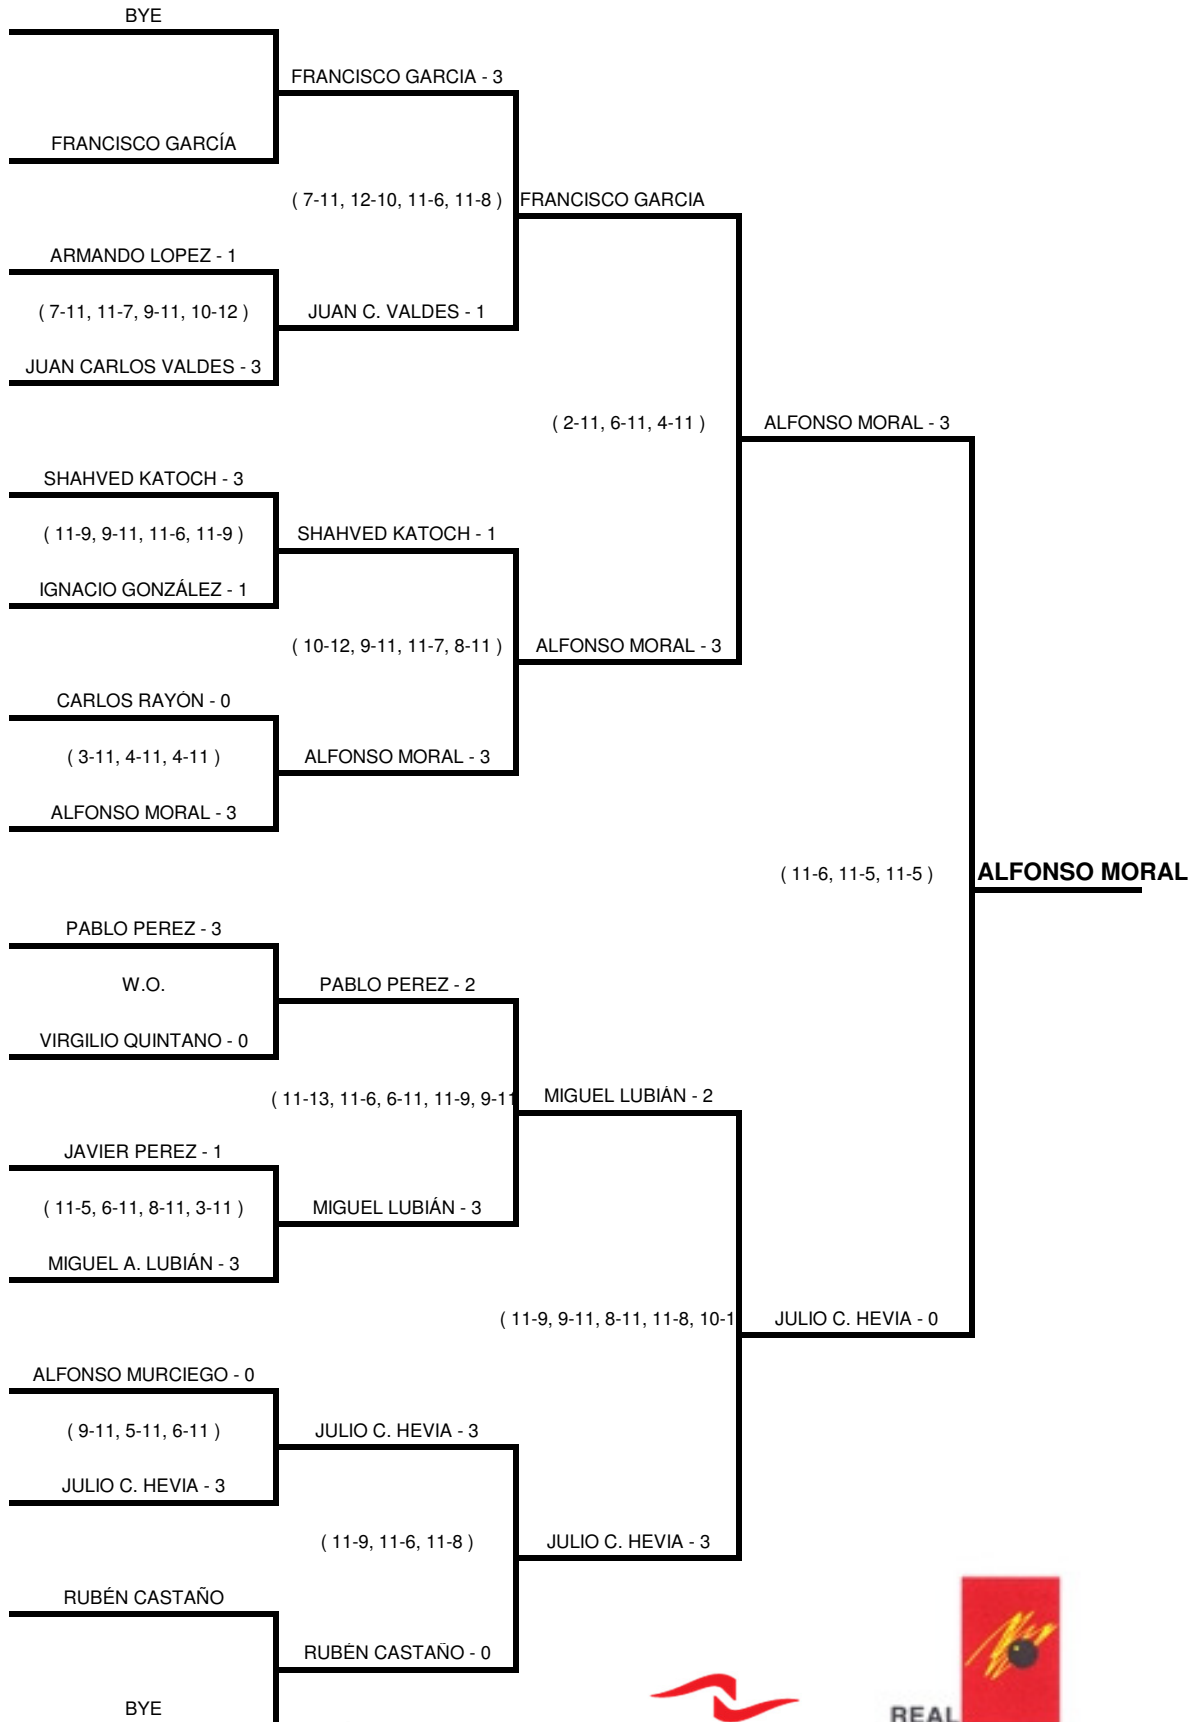 BYE
FRANCISCO GARCIA - 3
FRANCISCO GARCÍA
( 7-11, 12-10, 11-6, 11-8 )
FRANCISCO GARCIA
ARMANDO LOPEZ - 1
( 7-11, 11-7, 9-11, 10-12 )
JUAN C. VALDES - 1
JUAN CARLOS VALDES - 3
( 2-11, 6-11, 4-11 )
ALFONSO MORAL - 3
SHAHVED KATOCH - 3
( 11-9, 9-11, 11-6, 11-9 )
SHAHVED KATOCH - 1
IGNACIO GONZÁLEZ - 1
( 10-12, 9-11, 11-7, 8-11 )
ALFONSO MORAL - 3
CARLOS RAYÓN - 0
( 3-11, 4-11, 4-11 )
ALFONSO MORAL - 3
ALFONSO MORAL - 3
( 11-6, 11-5, 11-5 )
ALFONSO MORAL
PABLO PEREZ - 3
W.O.
PABLO PEREZ - 2
VIRGILIO QUINTANO - 0
( 11-13, 11-6, 6-11, 11-9, 9-11
MIGUEL LUBIÁN - 2
JAVIER PEREZ - 1
( 11-5, 6-11, 8-11, 3-11 )
MIGUEL LUBIÁN - 3
MIGUEL A. LUBIÁN - 3
( 11-9, 9-11, 8-11, 11-8, 10-1
JULIO C. HEVIA - 0
ALFONSO MURCIEGO - 0
( 9-11, 5-11, 6-11 )
JULIO C. HEVIA - 3
JULIO C. HEVIA - 3
( 11-9, 11-6, 11-8 )
JULIO C. HEVIA - 3
RUBÉN CASTAÑO
RUBÉN CASTAÑO - 0
BYE
REAL